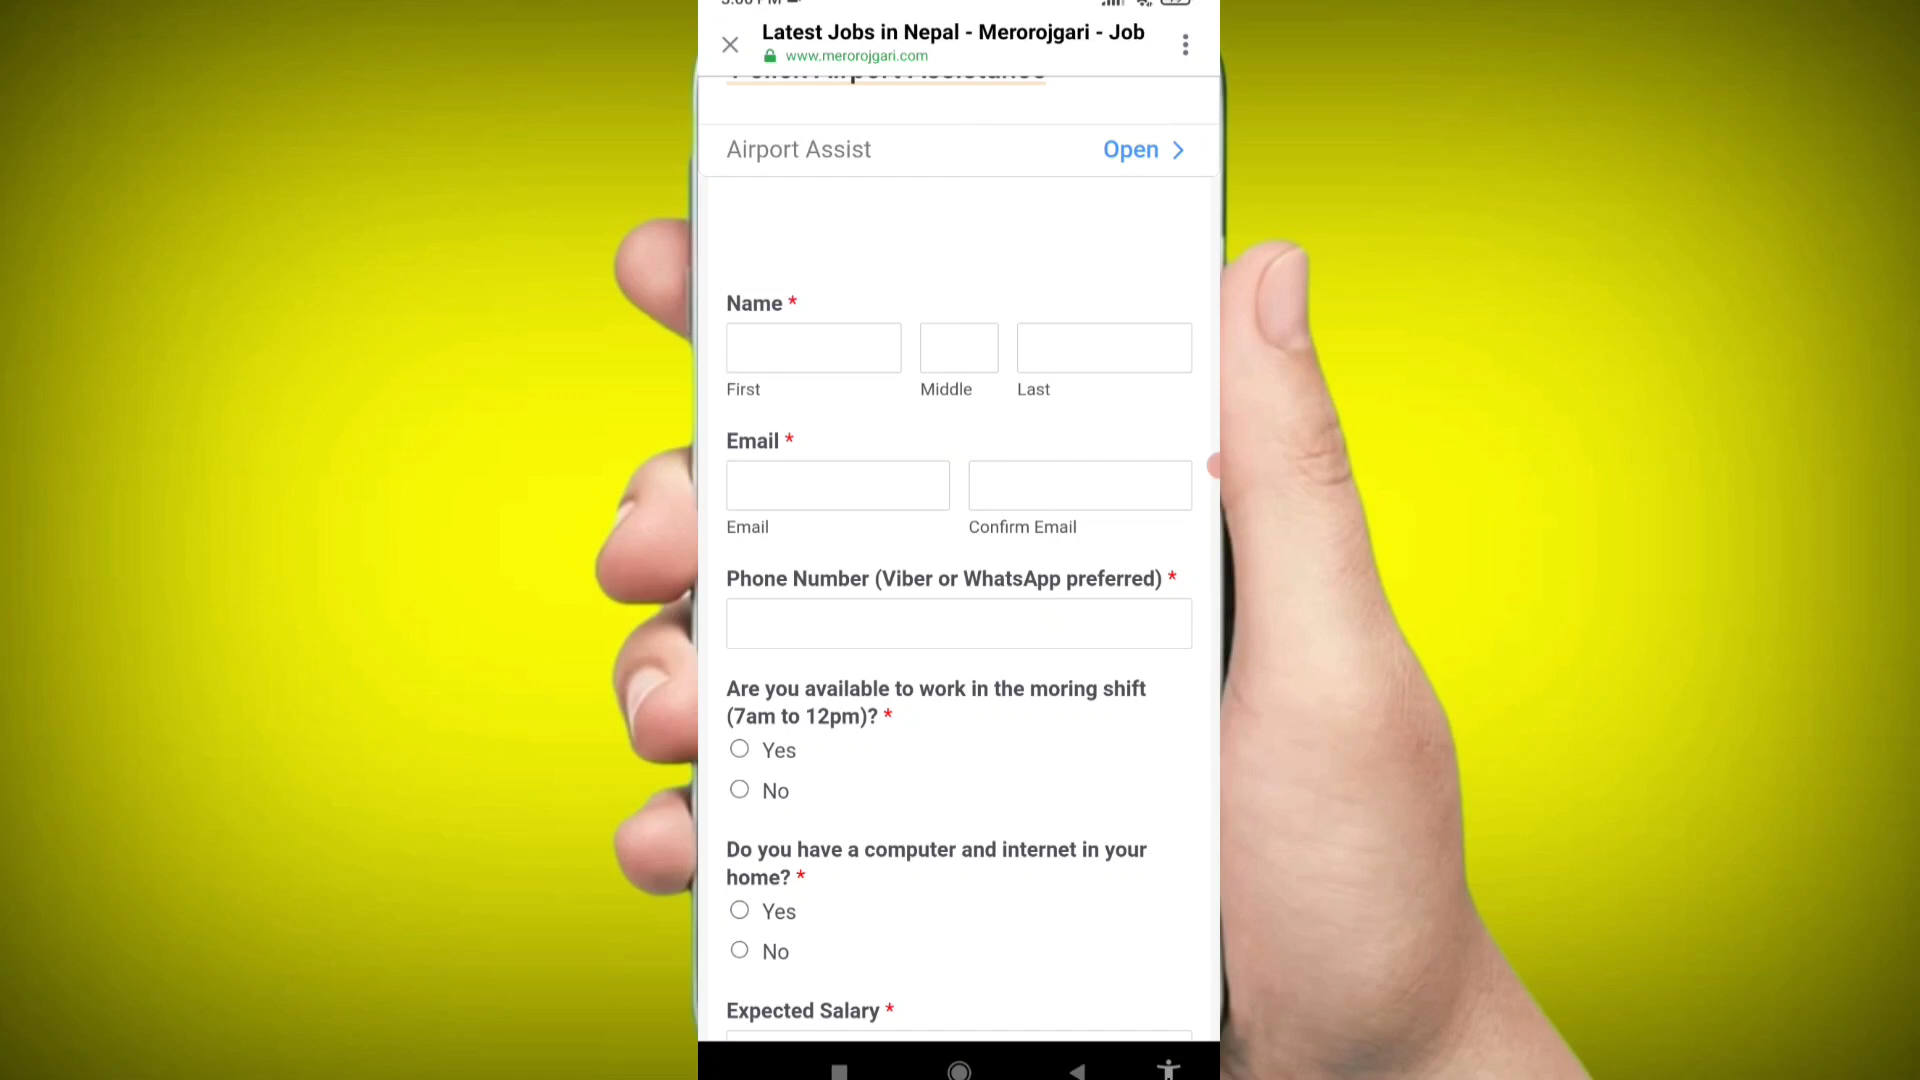 Latest Jobs in Nepal - Merorojgari - Job
www.merorojgari.com
Airport Assistance
Airport Assist
Open
Name *
First
Middle
Last
Email *
Email
Confirm Email
Phone Number (Viber or WhatsApp preferred) *
Are you available to work in the moring shift
(7am to 12pm)? *
Yes
No
Do you have a computer and internet in your
home? *
Yes
No
Expected Salary *